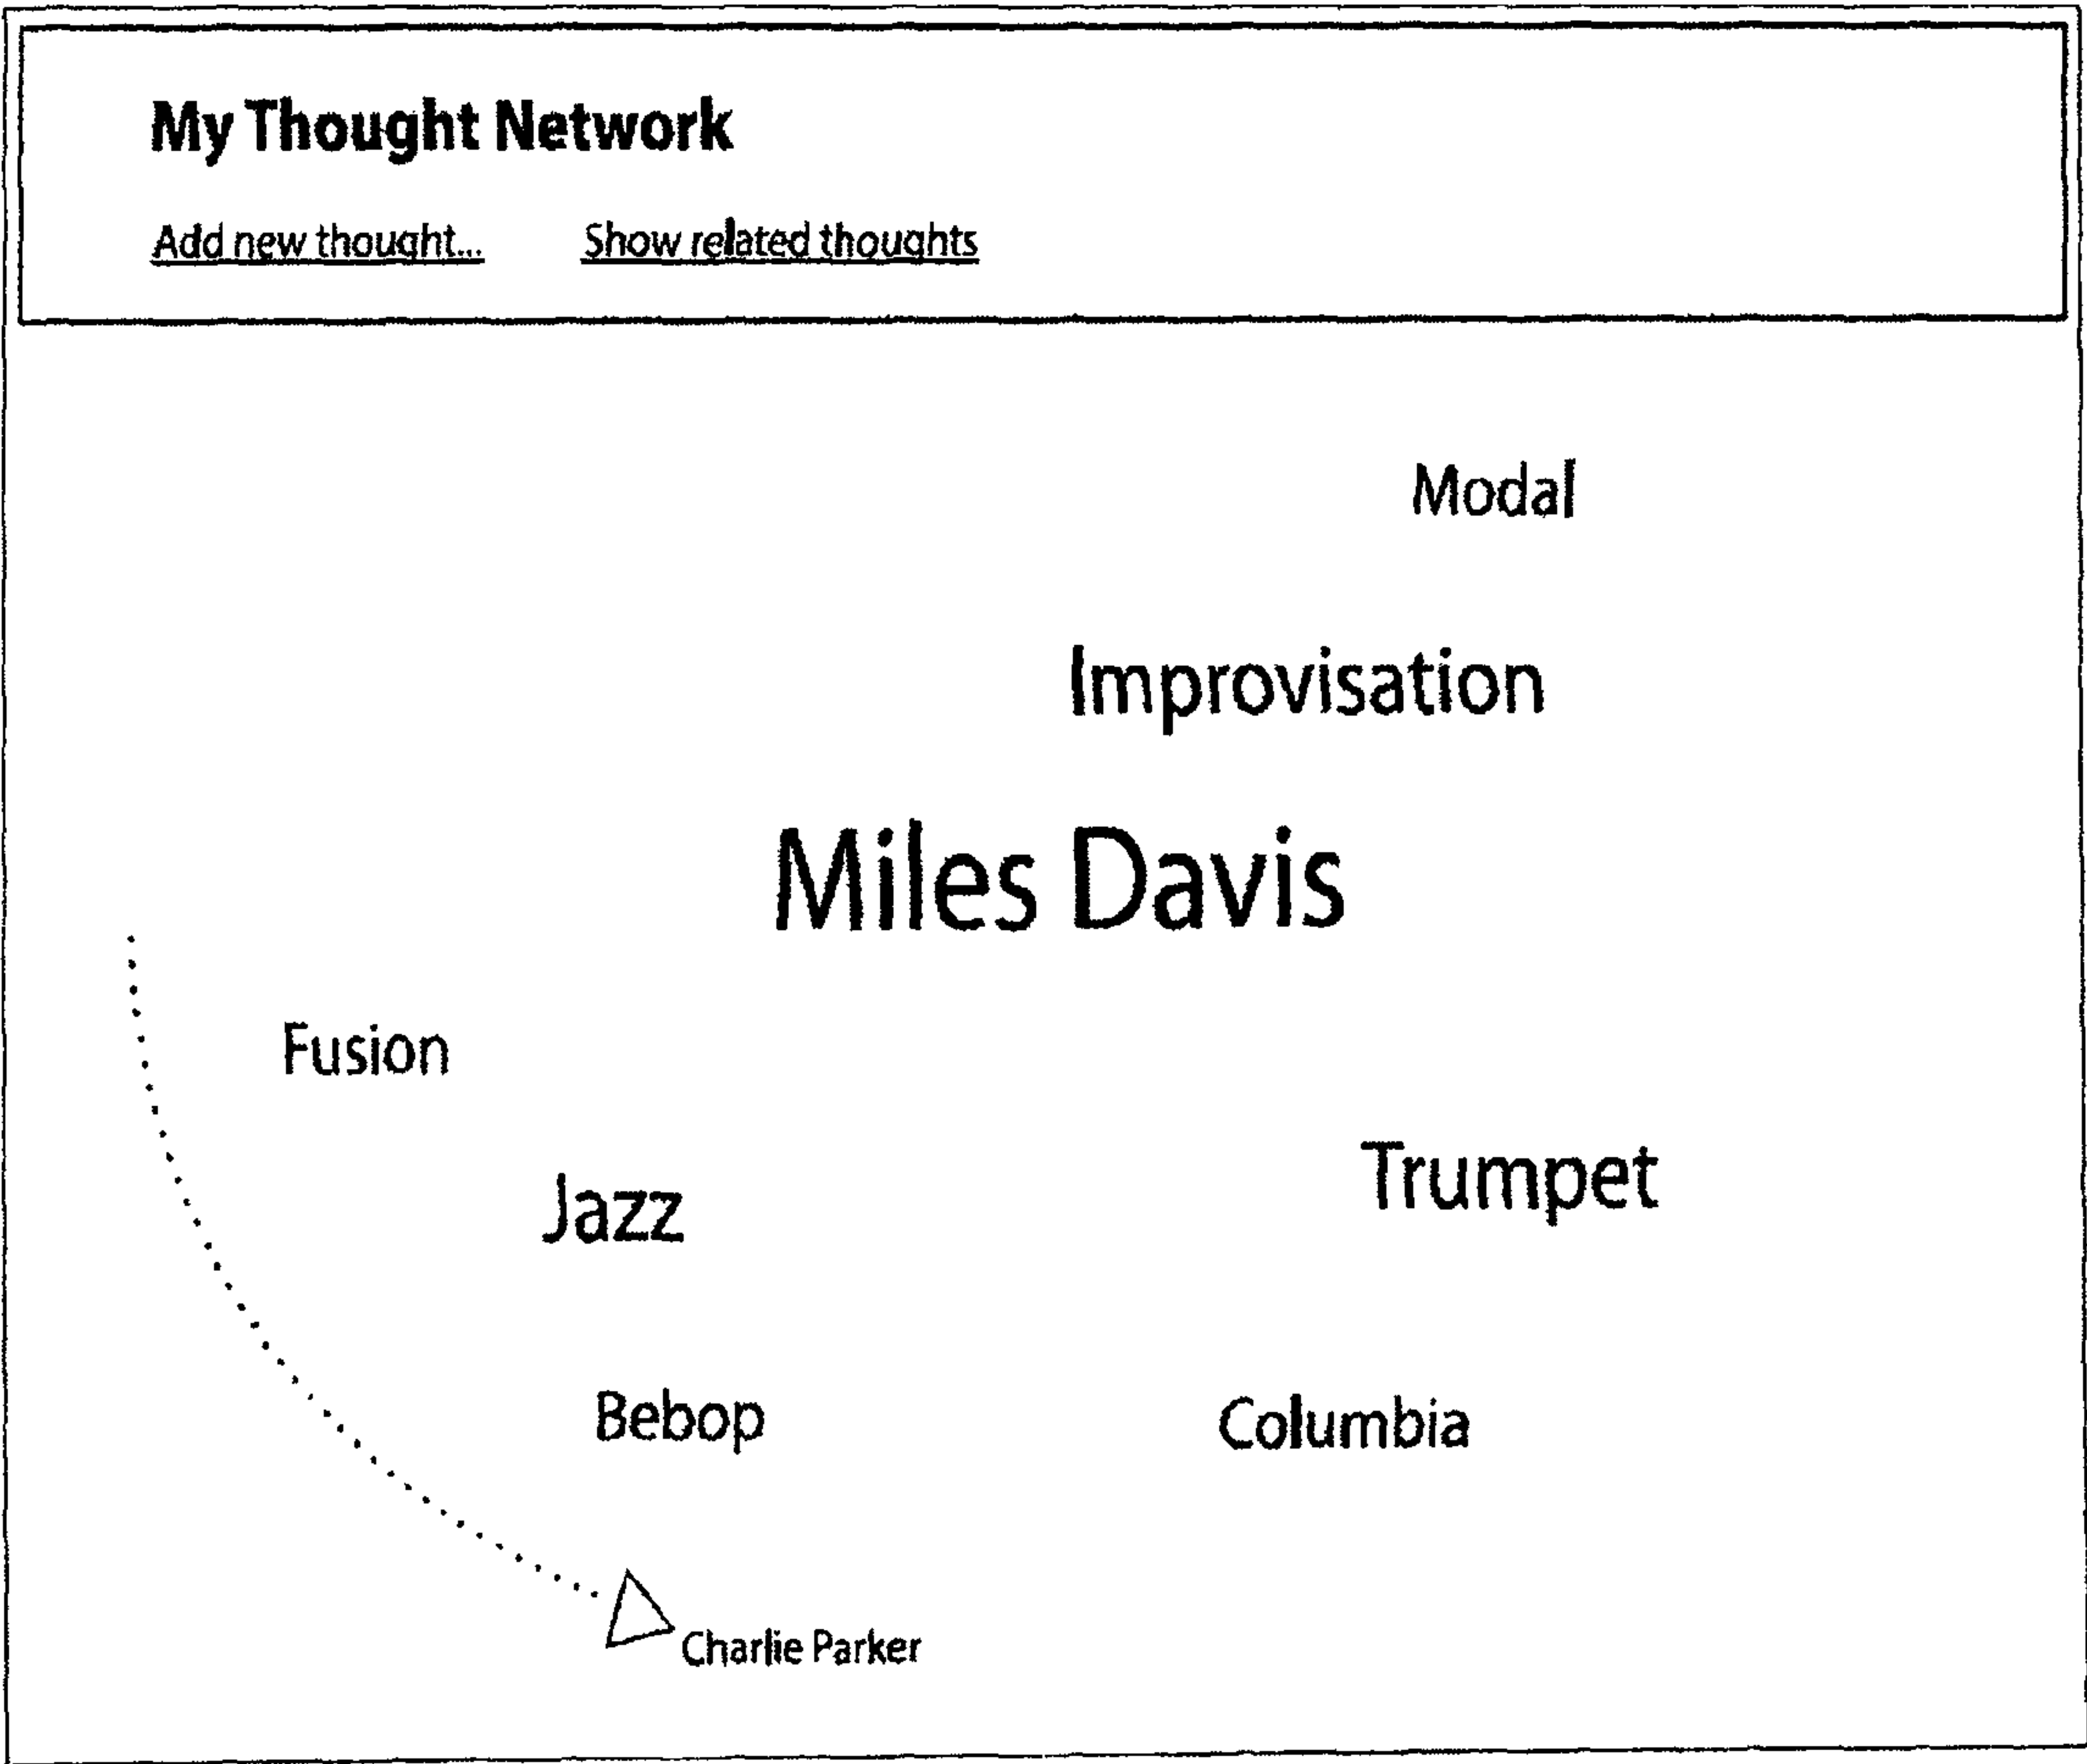 My Thought Network
Add new thought... Show related thoughts
Modal
Improvisation
Miles Davis
Fusion
Trumpet
Jazz
Bebop
Columbia
Charlie Parker